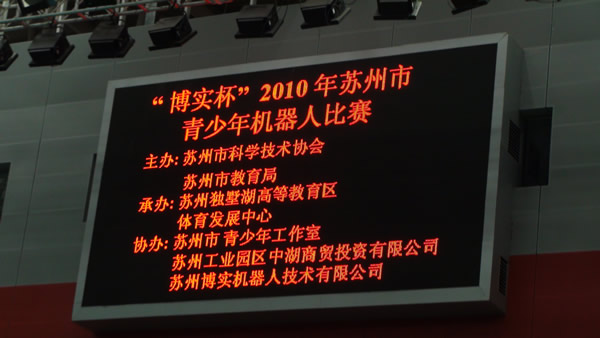 “博实杯”2010年苏州市
青少年机器人比赛
主办:苏州市科学技术协会
苏州市教育局
承办:苏州独墅湖高等教育区
体育发展中心
协办:苏州市 青少年工作室
苏州工业园区中湖商贸投资有限公司
苏州博实机器人技术有限公司